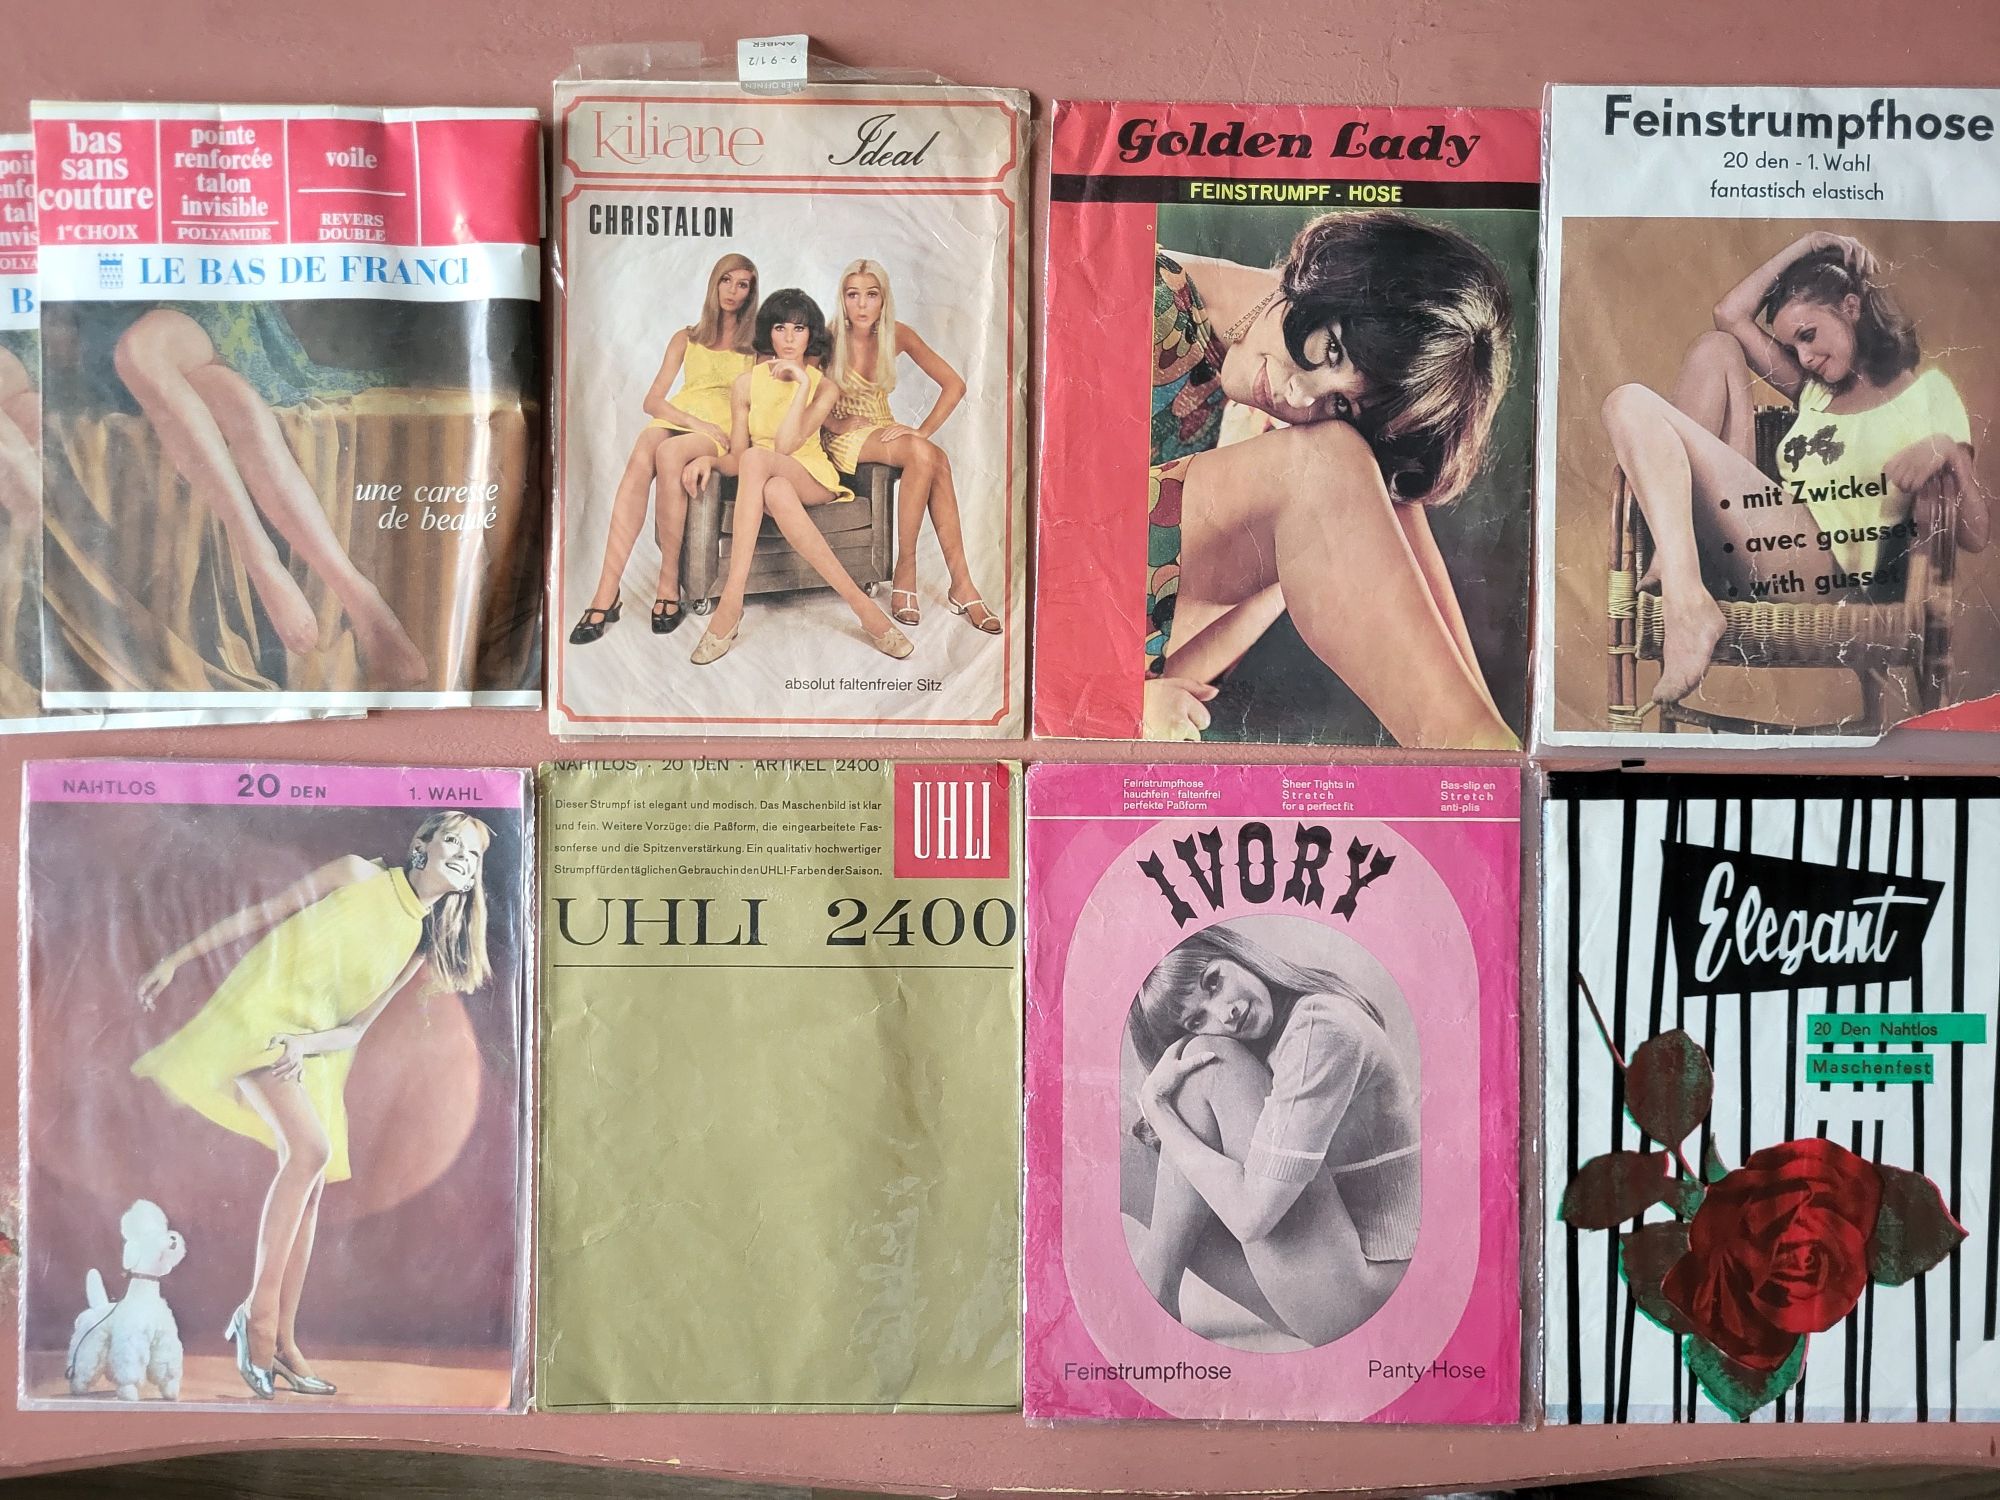 bas
sans
couture
1er CHOIX
pointe
renforcée
talon
invisible
POLYAMIDE
voile
REVERS
DOUBLE
LE BAS DE FRANCE
une caresse
de beauté
B
HIER ÖFFNEN
9 - 9 1/2
AMBER
kiliane Ideal
CHRISTALON
absolut faltenfreier Sitz
Golden Lady
FEINSTRUMPF - HOSE
Feinstrumpfhose
20 den - 1. Wahl
fantastisch elastisch
• mit Zwickel
• avec gousset
• with gusset
NAHTLOS 20 DEN 1. WAHL
NAHTLOS · 20 DEN · ARTIKEL 2400
Dieser Strumpf ist elegant und modisch. Das Maschenbild ist klar
und fein. Weitere Vorzüge: die Paßform, die eingearbeitete Fas-
sonferse und die Spitzenverstärkung. Ein qualitativ hochwertiger
Strumpf für den täglichen Gebrauch in den UHLI-Farben der Saison.
UHLI
UHLI 2400
Feinstrumpfhose
hauchfein · faltenfrei
perfekte Paßform
Sheer Tights in
Stretch
for a perfect fit
Bas-slip en
Stretch
anti-plis
IVORY
Feinstrumpfhose Panty-Hose
Elegant
20 Den Nahtlos
Maschenfest